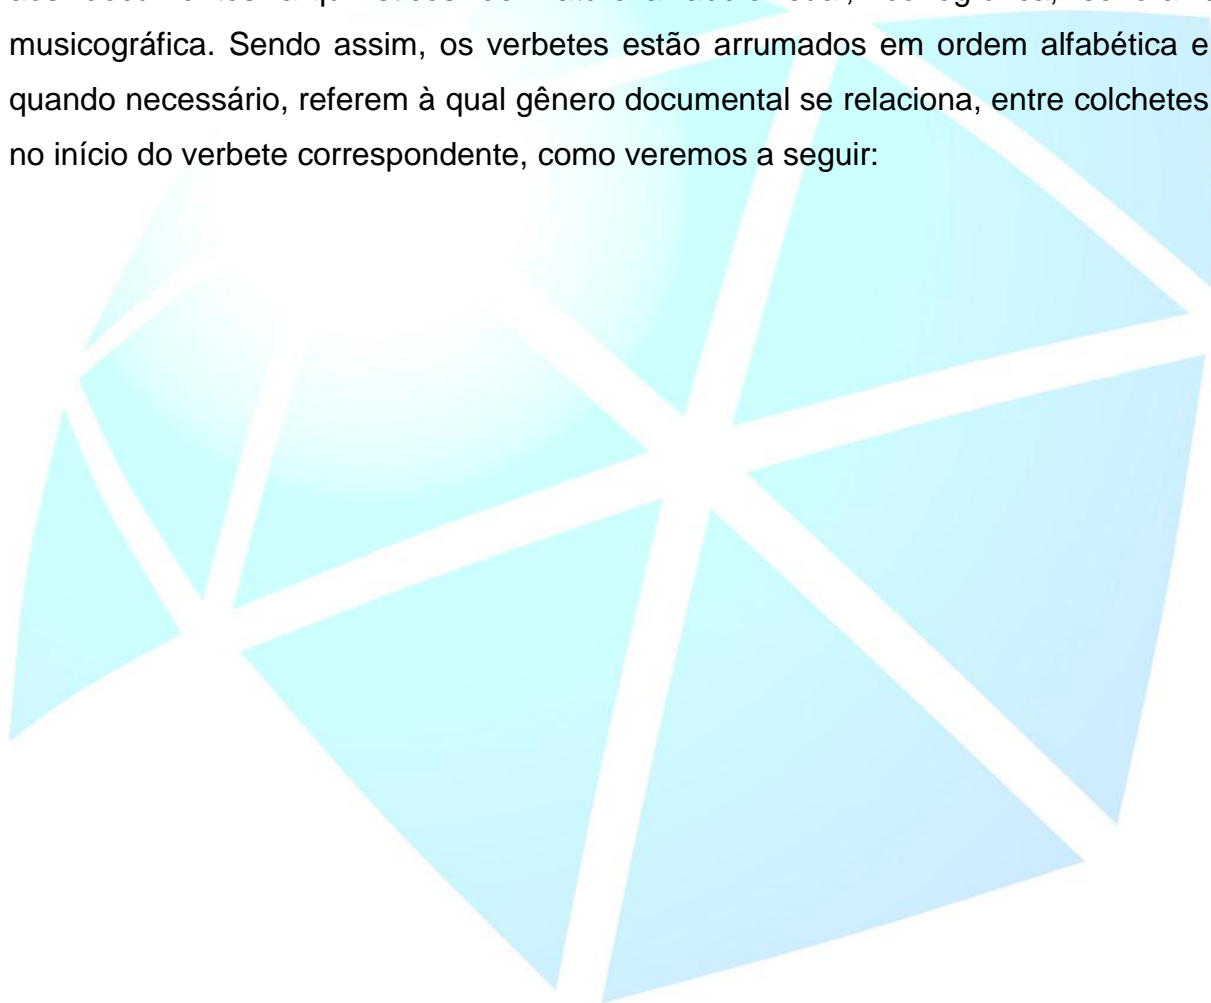 musicográfica. Sendo assim, os verbetes estão arrumados em ordem alfabética e
quando necessário, referem à qual gênero documental se relaciona, entre colchetes
no início do verbete correspondente, como veremos a seguir: